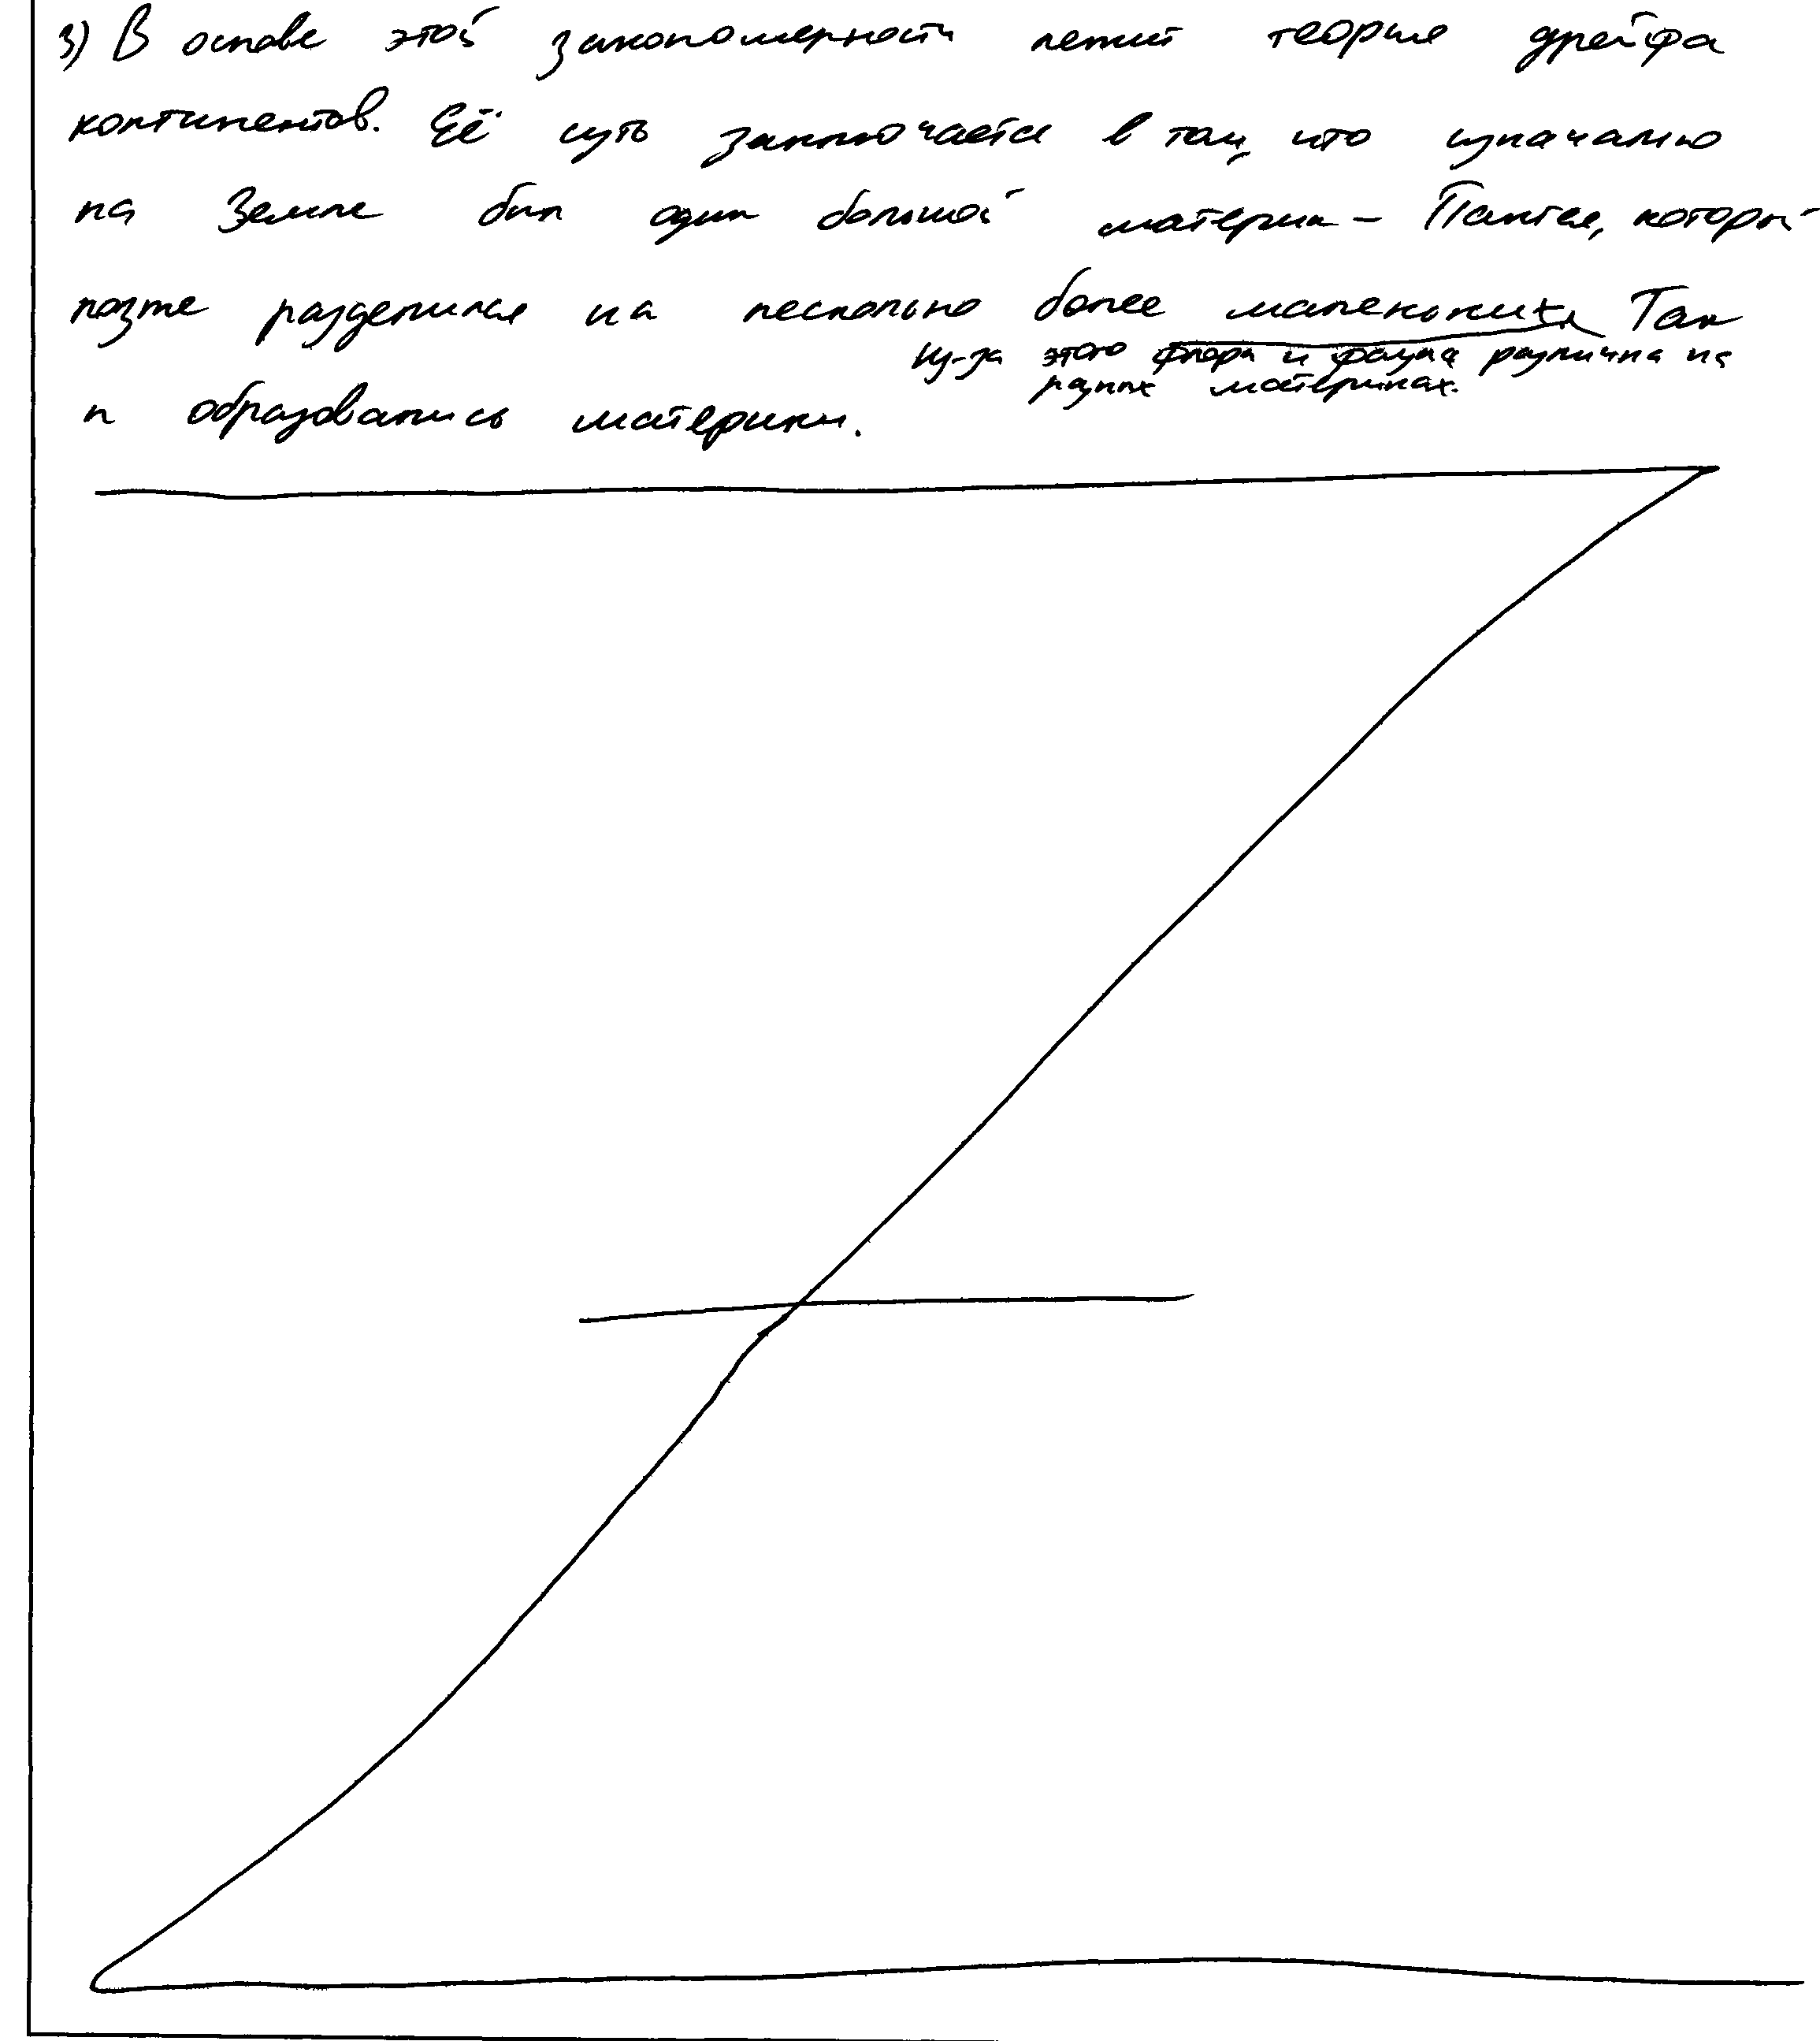 3) В основе этой закономерности лежит теория дрейфа
континентов. Её суть заключается в том, что изначально
на Земле был один большой материк – Пангея, который
позже разделился на несколько более маленьких. Так
из-за этого флора и фауна различна на
разных материках.
и образовались материки.